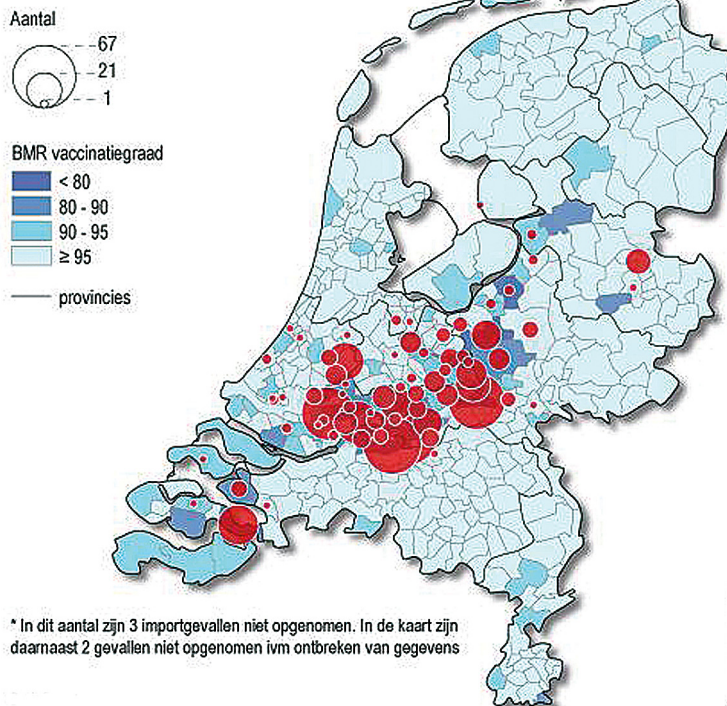 Aantal
67
21
1
BMR vaccinatiegraad
< 80
80 - 90
90 - 95
≥ 95
provincies
* In dit aantal zijn 3 importgevallen niet opgenomen. In de kaart zijn
daarnaast 2 gevallen niet opgenomen ivm ontbreken van gegevens